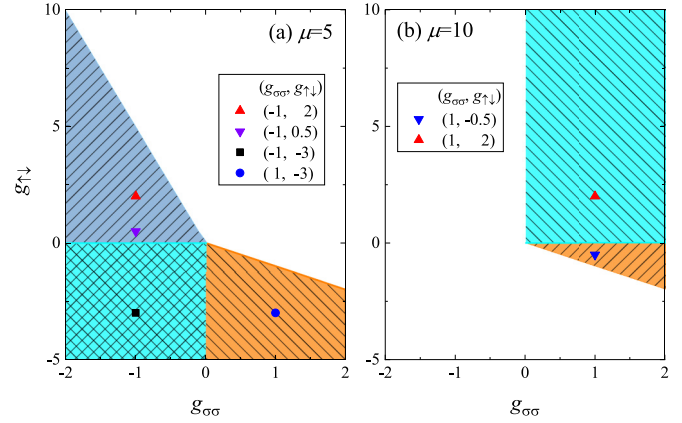 (a) μ=5
(g_σσ, g_↑↓)
(-1, 2)
(-1, 0.5)
(-1, -3)
( 1, -3)
10
5
0
-5
-2
-1
0
1
2
g_↑↓
g_σσ
(b) μ=10
(g_σσ, g_↑↓)
(1, -0.5)
(1, 2)
10
5
0
-5
-2
-1
0
1
2
g_σσ